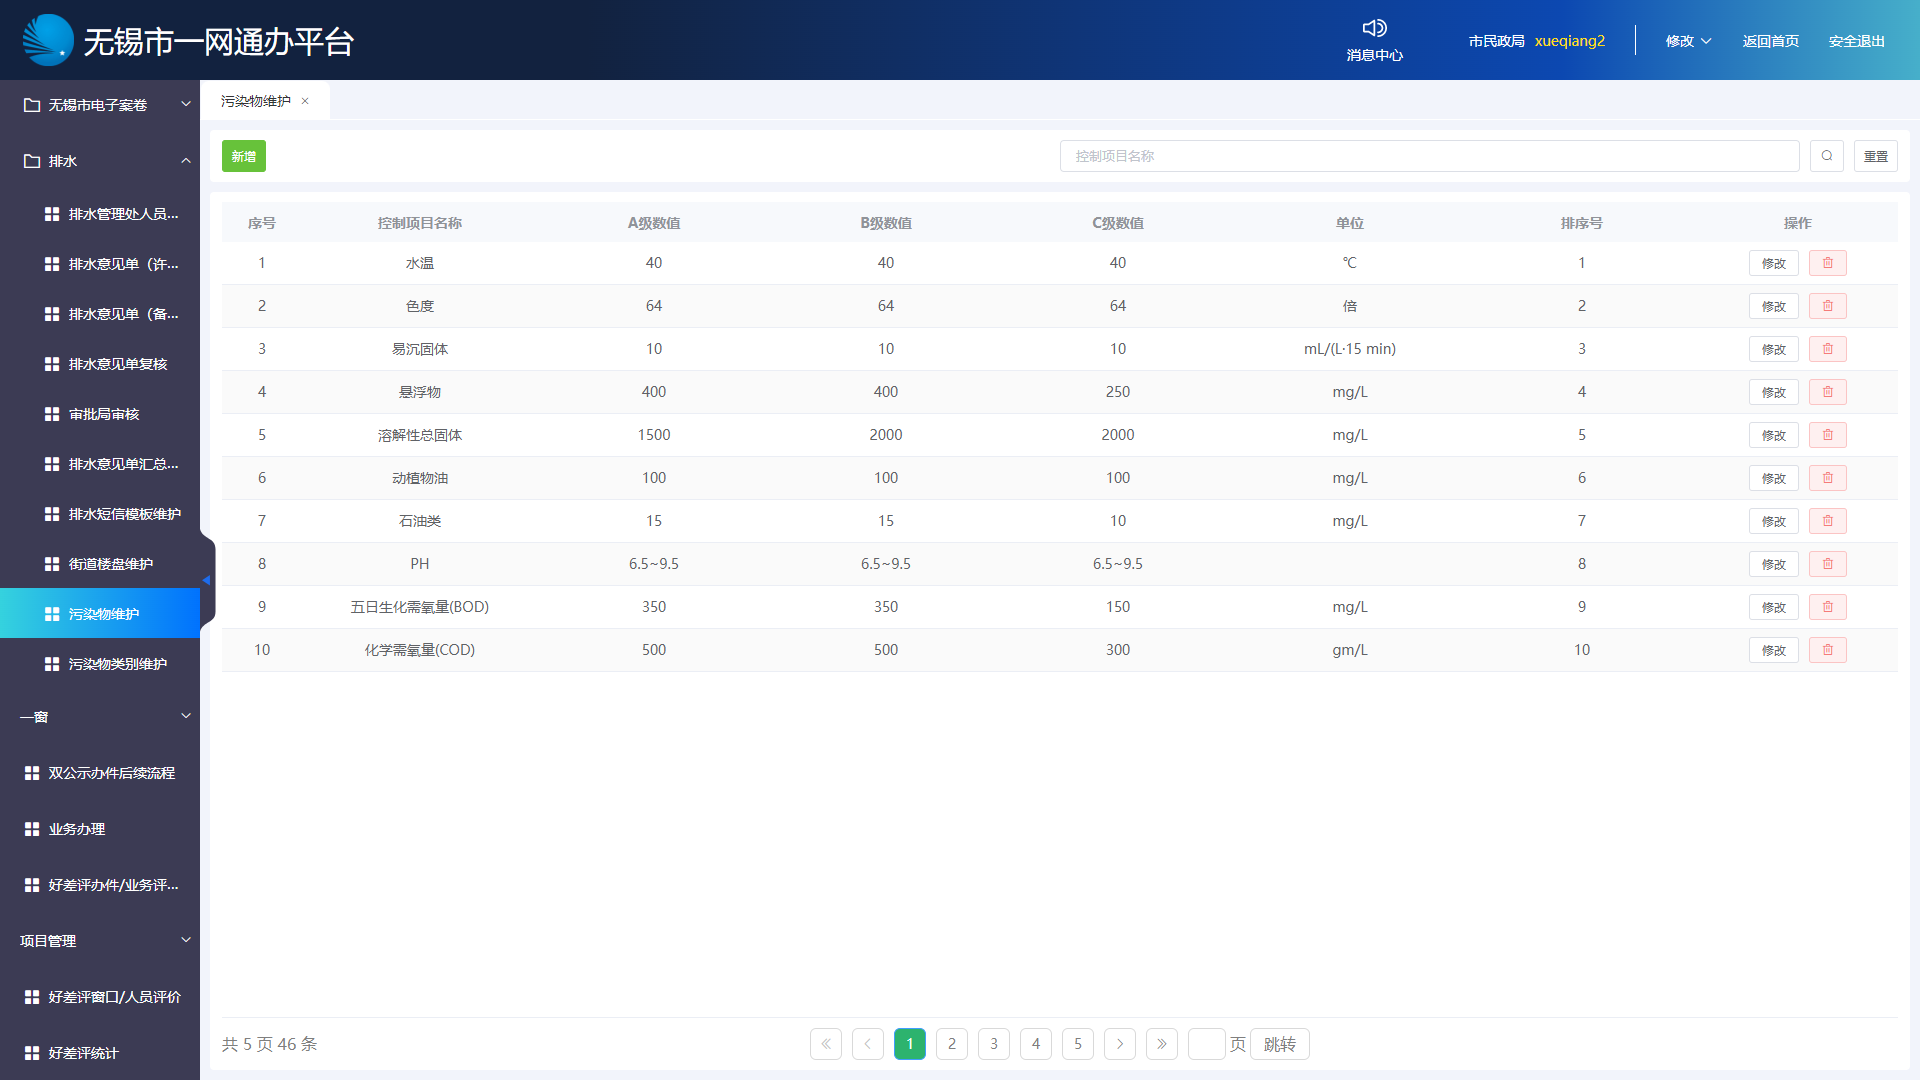 无锡市一网通办平台
消息中心
市民政局 xueqiang2
修改
返回首页
安全退出
无锡市电子案卷
排水
排水管理处人员...
排水意见单（许...
排水意见单（备...
排水意见单复核
审批局审核
排水意见单汇总...
排水短信模板维护
街道楼盘维护
污染物维护
污染物类别维护
一窗
双公示办件后续流程
业务办理
好差评办件/业务评...
项目管理
好差评窗口/人员评价
好差评统计
污染物维护 ×
新增
控制项目名称
重置
序号 控制项目名称 A级数值 B级数值 C级数值 单位 排序号 操作
1 水温 40 40 40 ℃ 1 修改
2 色度 64 64 64 倍 2 修改
3 易沉固体 10 10 10 mL/(L·15 min) 3 修改
4 悬浮物 400 400 250 mg/L 4 修改
5 溶解性总固体 1500 2000 2000 mg/L 5 修改
6 动植物油 100 100 100 mg/L 6 修改
7 石油类 15 15 10 mg/L 7 修改
8 PH 6.5~9.5 6.5~9.5 6.5~9.5 8 修改
9 五日生化需氧量(BOD) 350 350 150 mg/L 9 修改
10 化学需氧量(COD) 500 500 300 gm/L 10 修改
共 5 页 46 条
1 2 3 4 5 页 跳转